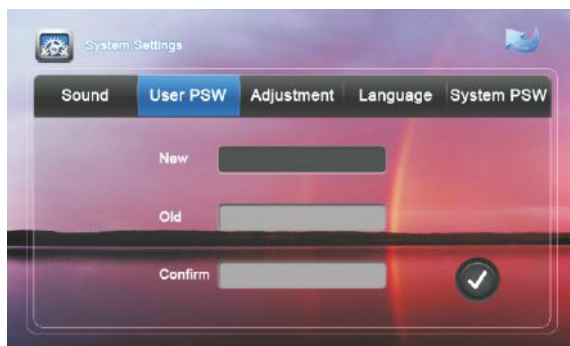 System Settings
Sound User PSW Adjustment Language System PSW
New
Old
Confirm